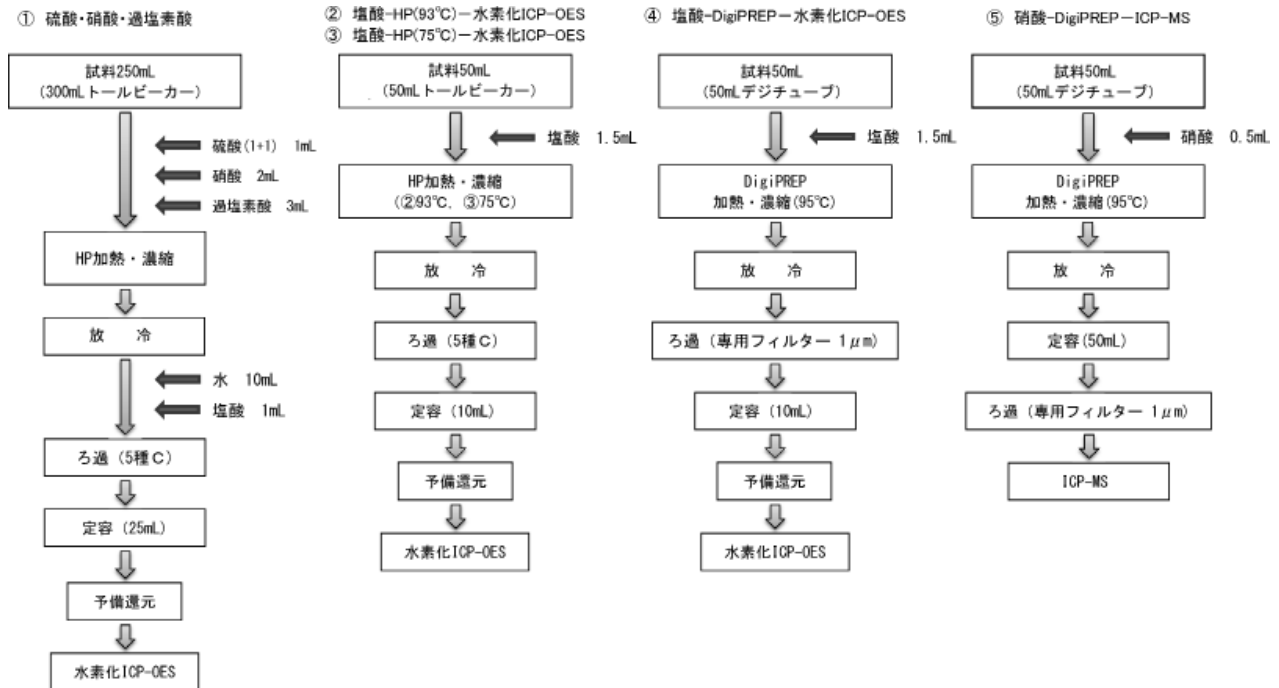 ① 硫酸・硝酸・過塩素酸
試料250mL
(300mLトールビーカー)
硫酸(1+1) 1mL
硝酸 2mL
過塩素酸 3mL
HP加熱・濃縮
放 冷
水 10mL
塩酸 1mL
ろ過(5種C)
定容(25mL)
予備還元
水素化ICP-OES
② 塩酸-HP(93℃)-水素化ICP-OES
③ 塩酸-HP(75℃)-水素化ICP-OES
試料50mL
(50mLトールビーカー)
塩酸 1.5mL
HP加熱・濃縮
(②93℃, ③75℃)
放 冷
ろ過(5種C)
定容(10mL)
予備還元
水素化ICP-OES
④ 塩酸-DigiPREP-水素化ICP-OES
試料50mL
(50mLデジチューブ)
塩酸 1.5mL
DigiPREP
加熱・濃縮(95℃)
放 冷
ろ過(専用フィルター 1μm)
定容(10mL)
予備還元
水素化ICP-OES
⑤ 硝酸-DigiPREP-ICP-MS
試料50mL
(50mLデジチューブ)
硝酸 0.5mL
DigiPREP
加熱・濃縮(95℃)
放 冷
定容(50mL)
ろ過(専用フィルター 1μm)
ICP-MS